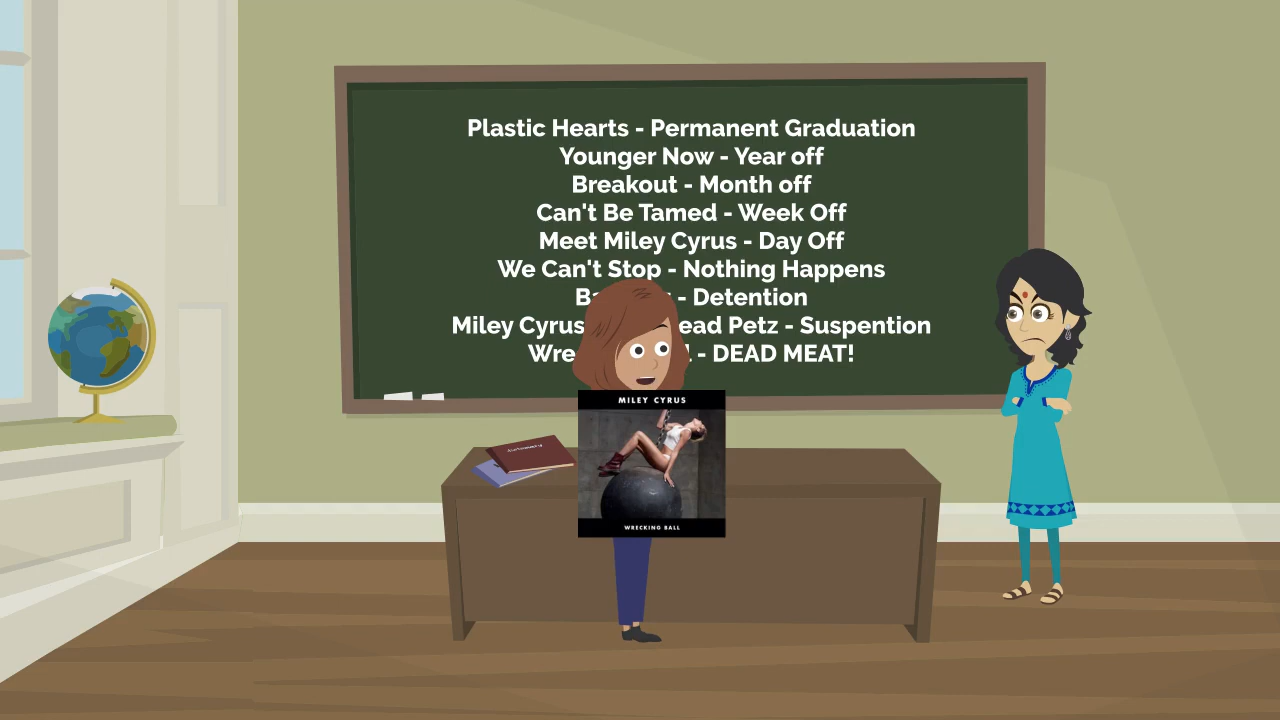 Plastic Hearts - Permanent Graduation
Younger Now - Year off
Breakout - Month off
Can't Be Tamed - Week Off
Meet Miley Cyrus - Day Off
We Can't Stop - Nothing Happens
- Detention
Miley Cyrus Petz - Suspention
- DEAD MEAT!
MILEY CYRUS
WRECKING BALL